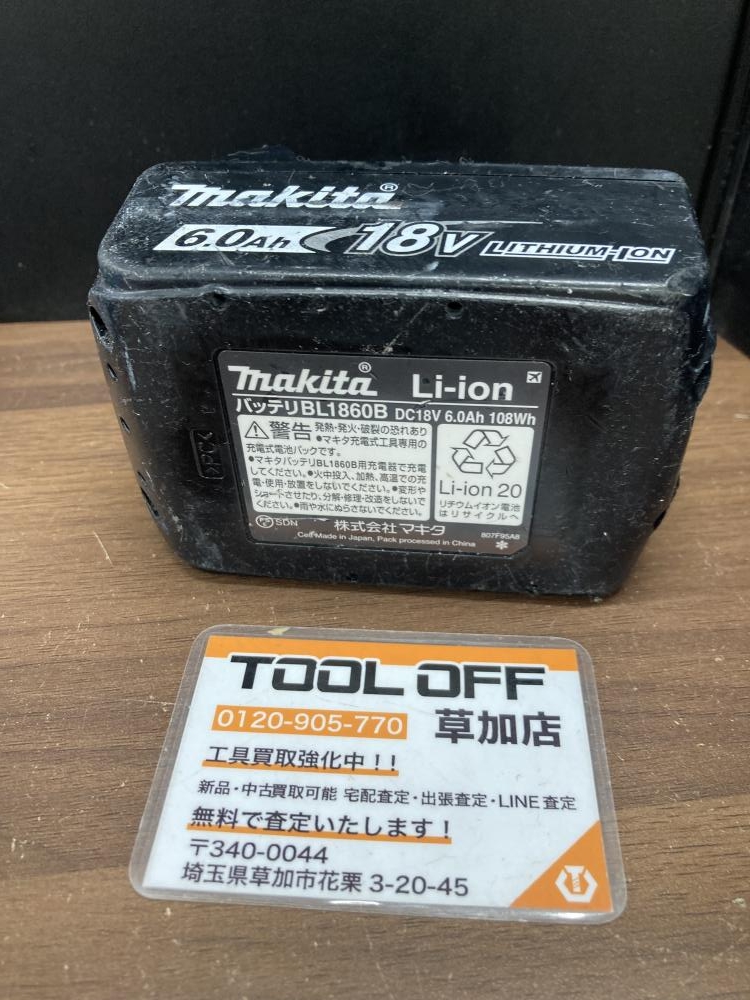 makita®
6.0Ah 18V LITHIUM-ION
makita® Li-ion
バッテリBL1860B DC18V 6.0Ah 108Wh
警告 発熱・発火・破裂の恐れあり
●マキタ充電式工具専用の
充電式電池パックです。
●マキタバッテリBL1860B用充電器で充電
してください。●火中投入、加熱、高温での充
電・使用・放置をしないでください。●変形や
ショートさせたり、分解・修理・改造をしないで
ください。●雨や水にぬらさないでください。
Li-ion 20
リチウムイオン電池
はリサイクルへ
PS E SDN 株式会社 マキタ
Cell Made in Japan, Pack processed in China
807F95A8
TOOL OFF
0120-905-770 草加店
工具買取強化中!!
新品・中古買取可能 宅配査定・出張査定・LINE査定
無料で査定いたします!
〒340-0044
埼玉県草加市花栗 3-20-45